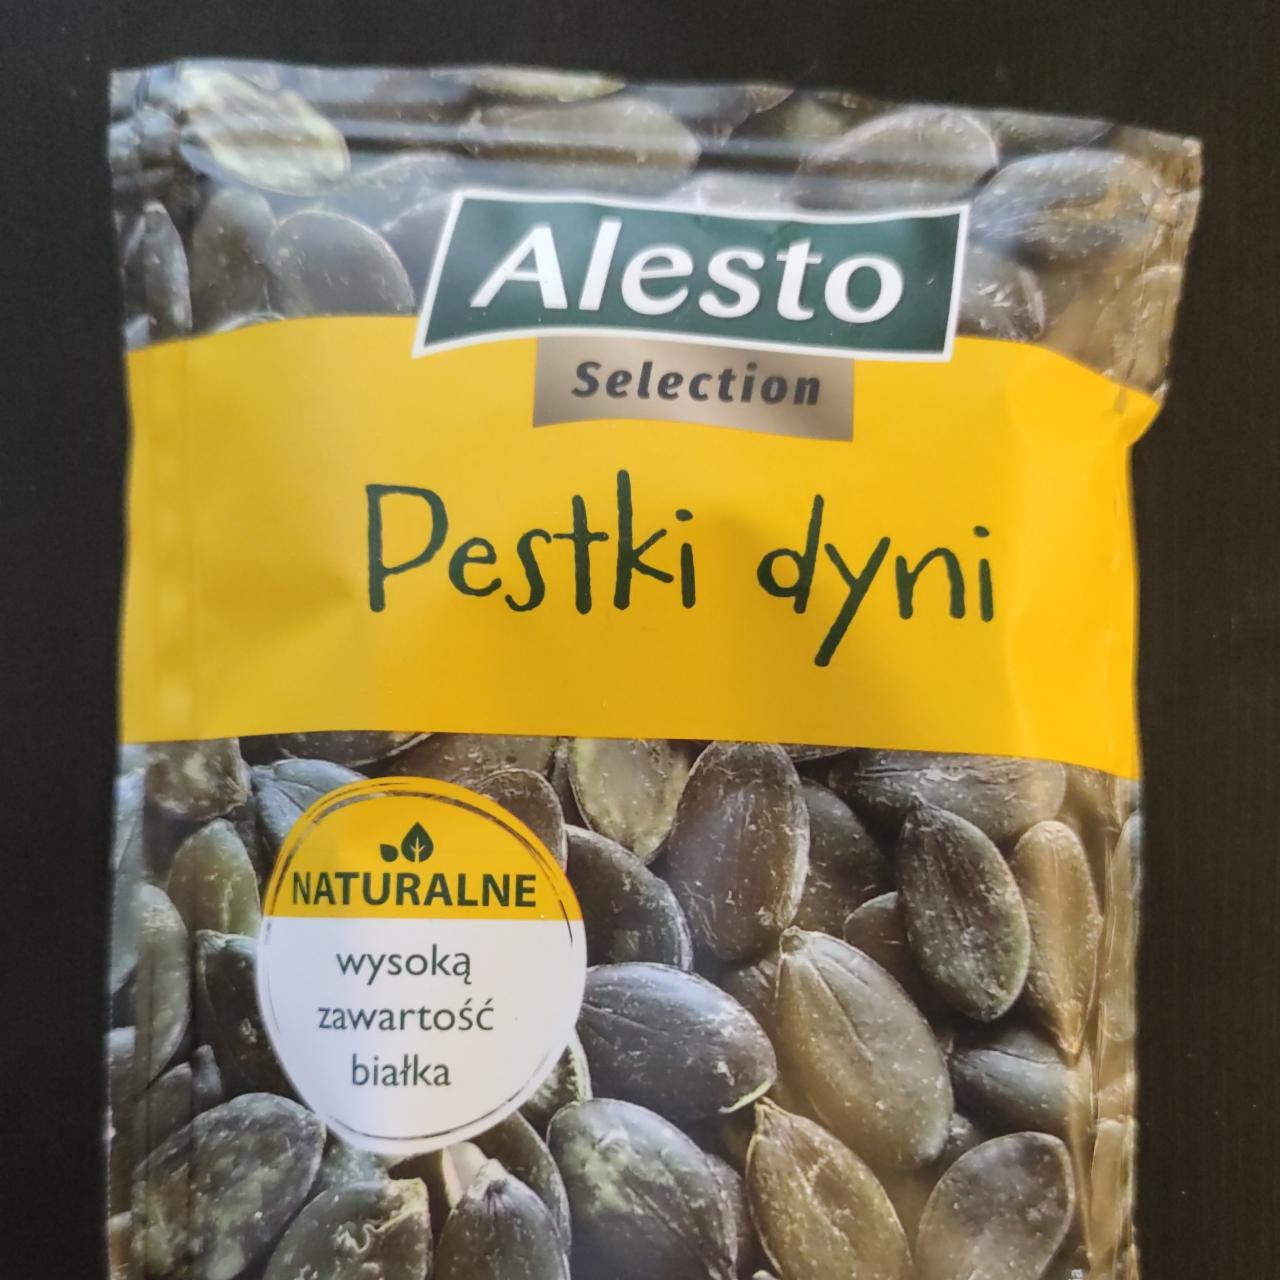 Alesto
Selection
Pestki dyni
NATURALNE
wysoką
zawartość
białka